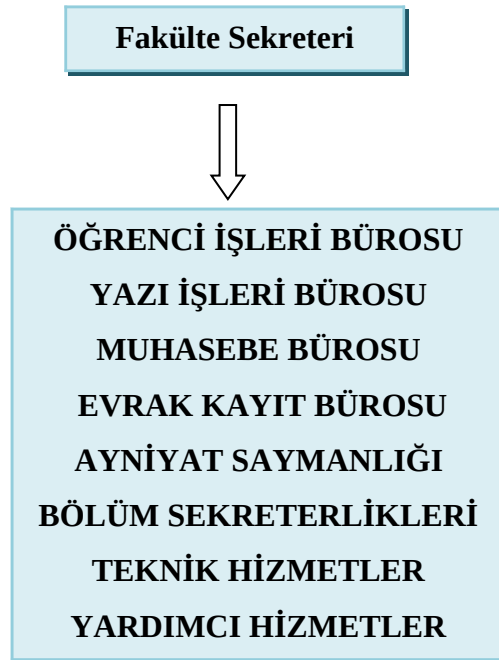 Fakülte Sekreteri
ÖĞRENCİ İŞLERİ BÜROSU
YAZI İŞLERİ BÜROSU
MUHASEBE BÜROSU
EVRAK KAYIT BÜROSU
AYNİYAT SAYMANLIĞI
BÖLÜM SEKRETERLİKLERİ
TEKNİK HİZMETLER
YARDIMCI HİZMETLER